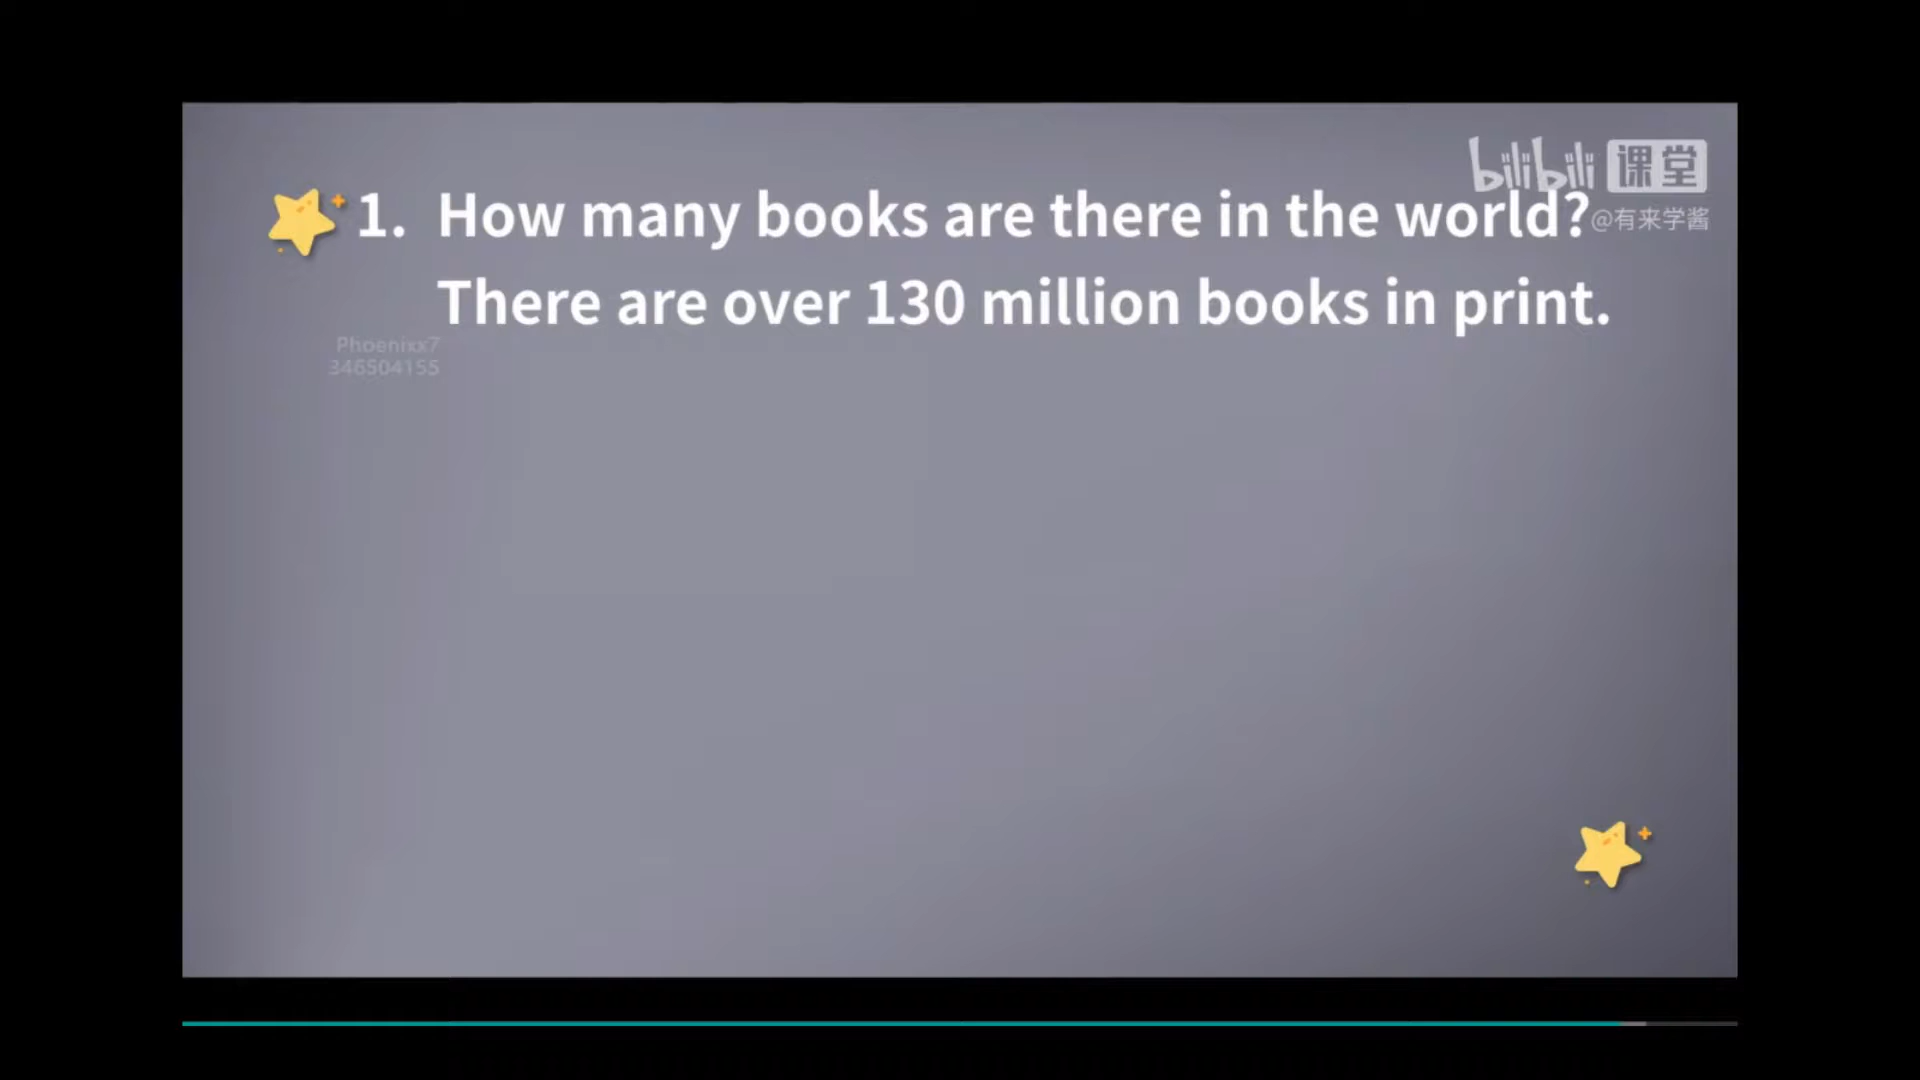 bilibili 课堂
1. How many books are there in the world?
@有来学酱
There are over 130 million books in print.
Phoenixx7
346504155